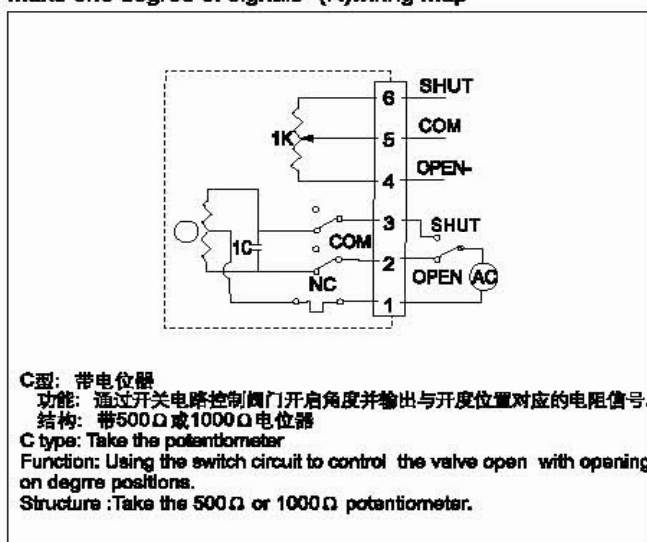 6 SHUT
1K 5 COM
4 OPEN-
3 SHUT
1C COM 2
NC OPEN AC
1
C型: 带电位器
功能: 通过开关电路控制阀门开启角度并输出与开度位置对应的电阻信号.
结构: 带500Ω或1000Ω电位器
C type: Take the potentiometer
Function: Using the switch circuit to control the valve open with opening
on degrre positions.
Structure :Take the 500Ω or 1000Ω potentiometer.